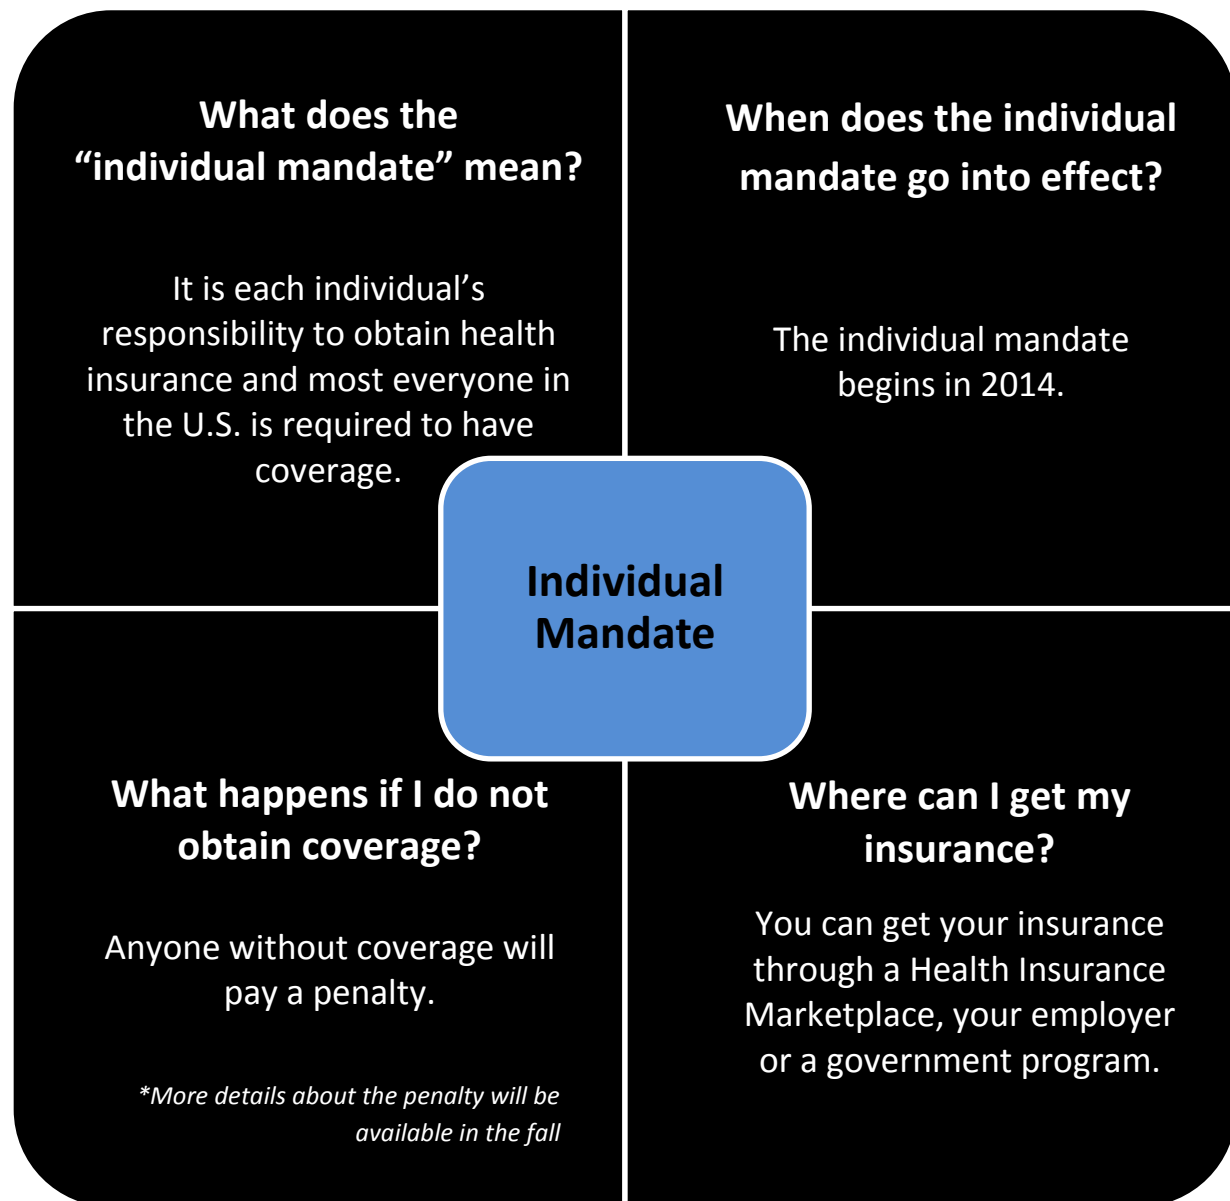 What does the
“individual mandate” mean?
It is each individual’s
responsibility to obtain health
insurance and most everyone in
the U.S. is required to have
coverage.
When does the individual
mandate go into effect?
The individual mandate
begins in 2014.
Individual
Mandate
What happens if I do not
obtain coverage?
Anyone without coverage will
pay a penalty.
*More details about the penalty will be
available in the fall
Where can I get my
insurance?
You can get your insurance
through a Health Insurance
Marketplace, your employer
or a government program.